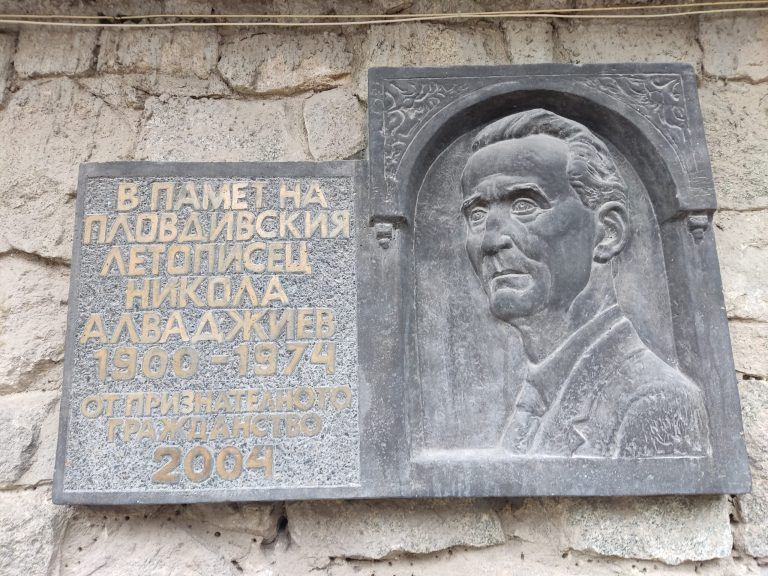 В ПАМЕТ НА
ПЛОВДИВСКИЯ
ЛЕТОПИСЕЦ
НИКОЛА
АЛВАДЖИЕВ
1900-1974
ОТ ПРИЗНАТЕЛНОТО
ГРАЖДАНСТВО
2004